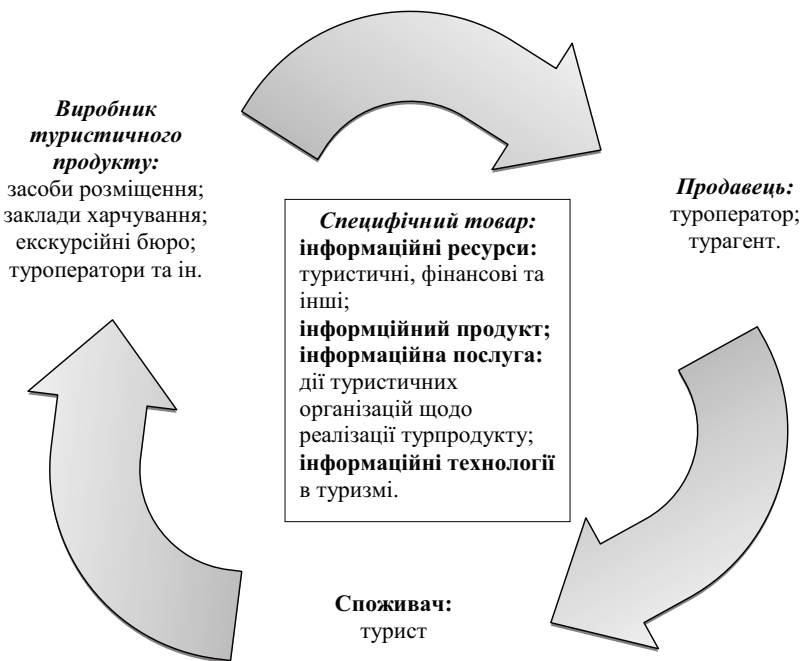 Виробник
туристичного
продукту:
засоби розміщення;
заклади харчування;
екскурсійні бюро;
туроператори та ін.
Продавець:
туроператор;
турагент.
Специфічний товар:
інформаційні ресурси:
туристичні, фінансові та
інші;
інформційний продукт;
інформаційна послуга:
дії туристичних
організацій щодо
реалізації турпродукту;
інформаційні технології
в туризмі.
Споживач:
турист